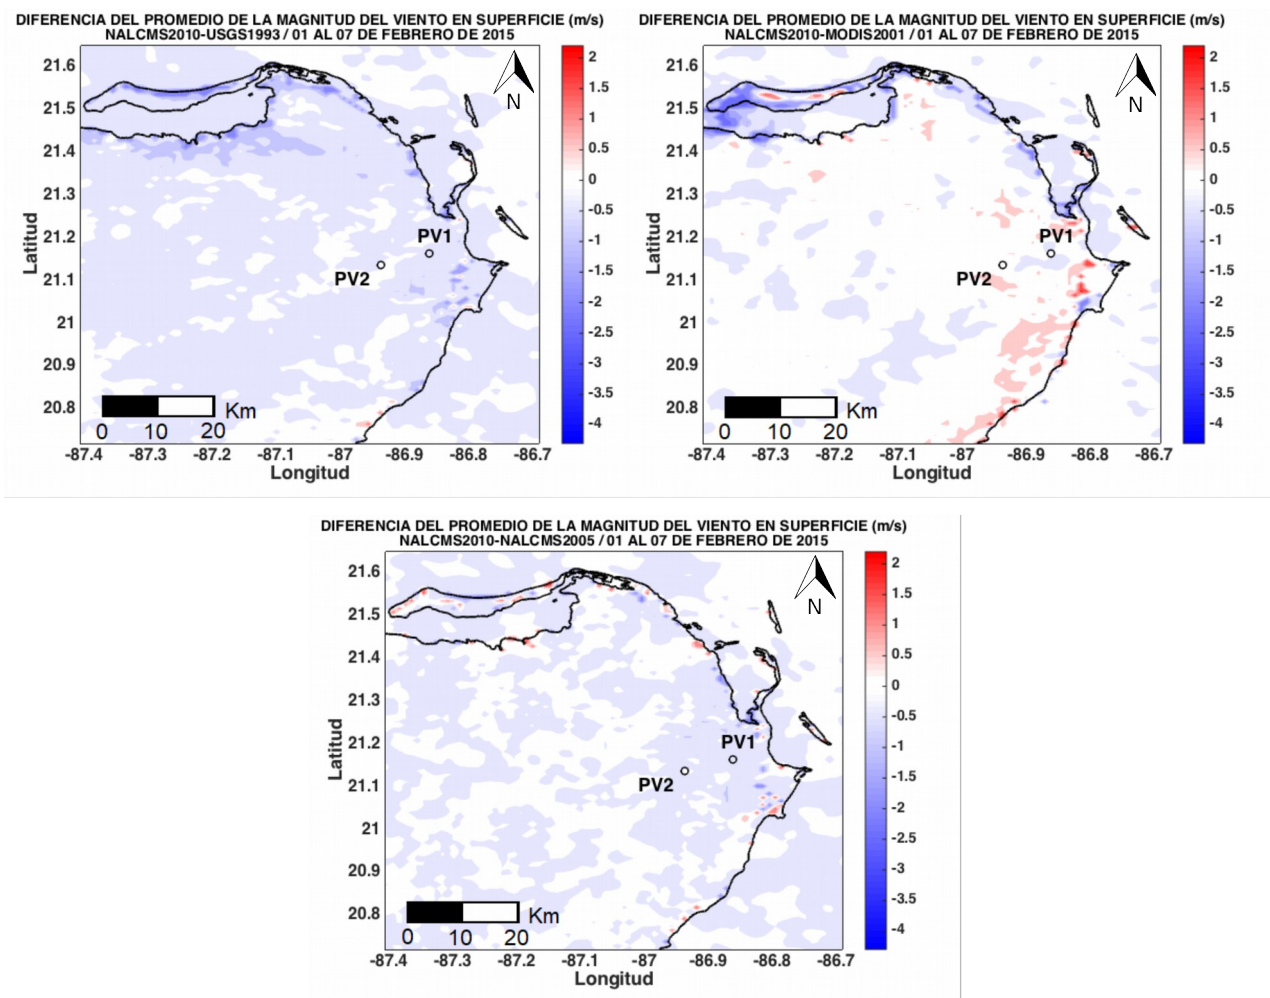 DIFERENCIA DEL PROMEDIO DE LA MAGNITUD DEL VIENTO EN SUPERFICIE (m/s)
NALCMS2010-USGS1993 / 01 AL 07 DE FEBRERO DE 2015
21.6
21.5
21.4
21.3
21.2
21.1
21
20.9
20.8
Latitud
N
PV1
PV2
Km
0 10 20
-87.4 -87.3 -87.2 -87.1 -87 -86.9 -86.8 -86.7
Longitud
2
1.5
1
0.5
0
-0.5
-1
-1.5
-2
-2.5
-3
-3.5
-4
DIFERENCIA DEL PROMEDIO DE LA MAGNITUD DEL VIENTO EN SUPERFICIE (m/s)
NALCMS2010-MODIS2001 / 01 AL 07 DE FEBRERO DE 2015
21.6
21.5
21.4
21.3
21.2
21.1
21
20.9
20.8
Latitud
N
PV1
PV2
Km
0 10 20
-87.4 -87.3 -87.2 -87.1 -87 -86.9 -86.8 -86.7
Longitud
2
1.5
1
0.5
0
-0.5
-1
-1.5
-2
-2.5
-3
-3.5
-4
DIFERENCIA DEL PROMEDIO DE LA MAGNITUD DEL VIENTO EN SUPERFICIE (m/s)
NALCMS2010-NALCMS2005 / 01 AL 07 DE FEBRERO DE 2015
21.6
21.5
21.4
21.3
21.2
21.1
21
20.9
20.8
Latitud
N
PV1
PV2
Km
0 10 20
-87.4 -87.3 -87.2 -87.1 -87 -86.9 -86.8 -86.7
Longitud
2
1.5
1
0.5
0
-0.5
-1
-1.5
-2
-2.5
-3
-3.5
-4